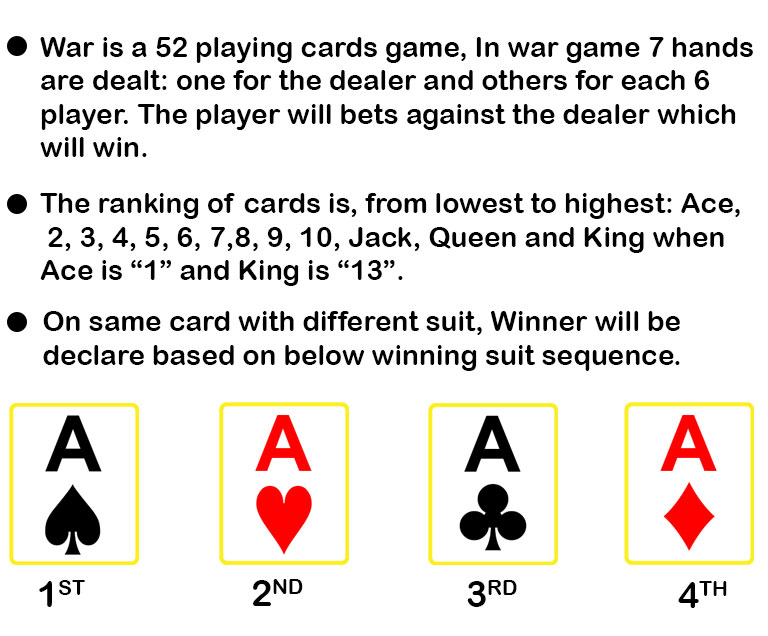 ● War is a 52 playing cards game, In war game 7 hands
are dealt: one for the dealer and others for each 6
player. The player will bets against the dealer which
will win.
● The ranking of cards is, from lowest to highest: Ace,
2, 3, 4, 5, 6, 7,8, 9, 10, Jack, Queen and King when
Ace is “1” and King is “13”.
● On same card with different suit, Winner will be
declare based on below winning suit sequence.
A A A A
1ST 2ND 3RD 4TH